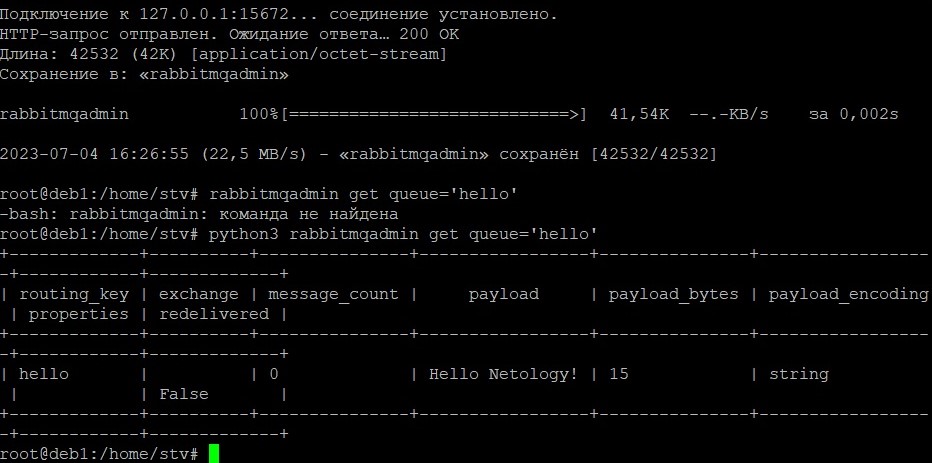 Подключение к 127.0.0.1:15672... соединение установлено.
HTTP-запрос отправлен. Ожидание ответа… 200 OK
Длина: 42532 (42K) [application/octet-stream]
Сохранение в: «rabbitmqadmin»
rabbitmqadmin           100%[============================>]  41,54K  --.-KB/s    за 0,002s
2023-07-04 16:26:55 (22,5 MB/s) - «rabbitmqadmin» сохранён [42532/42532]
root@deb1:/home/stv# rabbitmqadmin get queue='hello'
-bash: rabbitmqadmin: команда не найдена
root@deb1:/home/stv# python3 rabbitmqadmin get queue='hello'
+-------------+----------+---------------+-----------------+---------------+-----------------
-+------------+-------------+
| routing_key | exchange | message_count |     payload     | payload_bytes | payload_encoding
 | properties | redelivered |
+-------------+----------+---------------+-----------------+---------------+-----------------
-+------------+-------------+
| hello       |          | 0             | Hello Netology! | 15            | string
 |            | False       |
+-------------+----------+---------------+-----------------+---------------+-----------------
-+------------+-------------+
root@deb1:/home/stv#